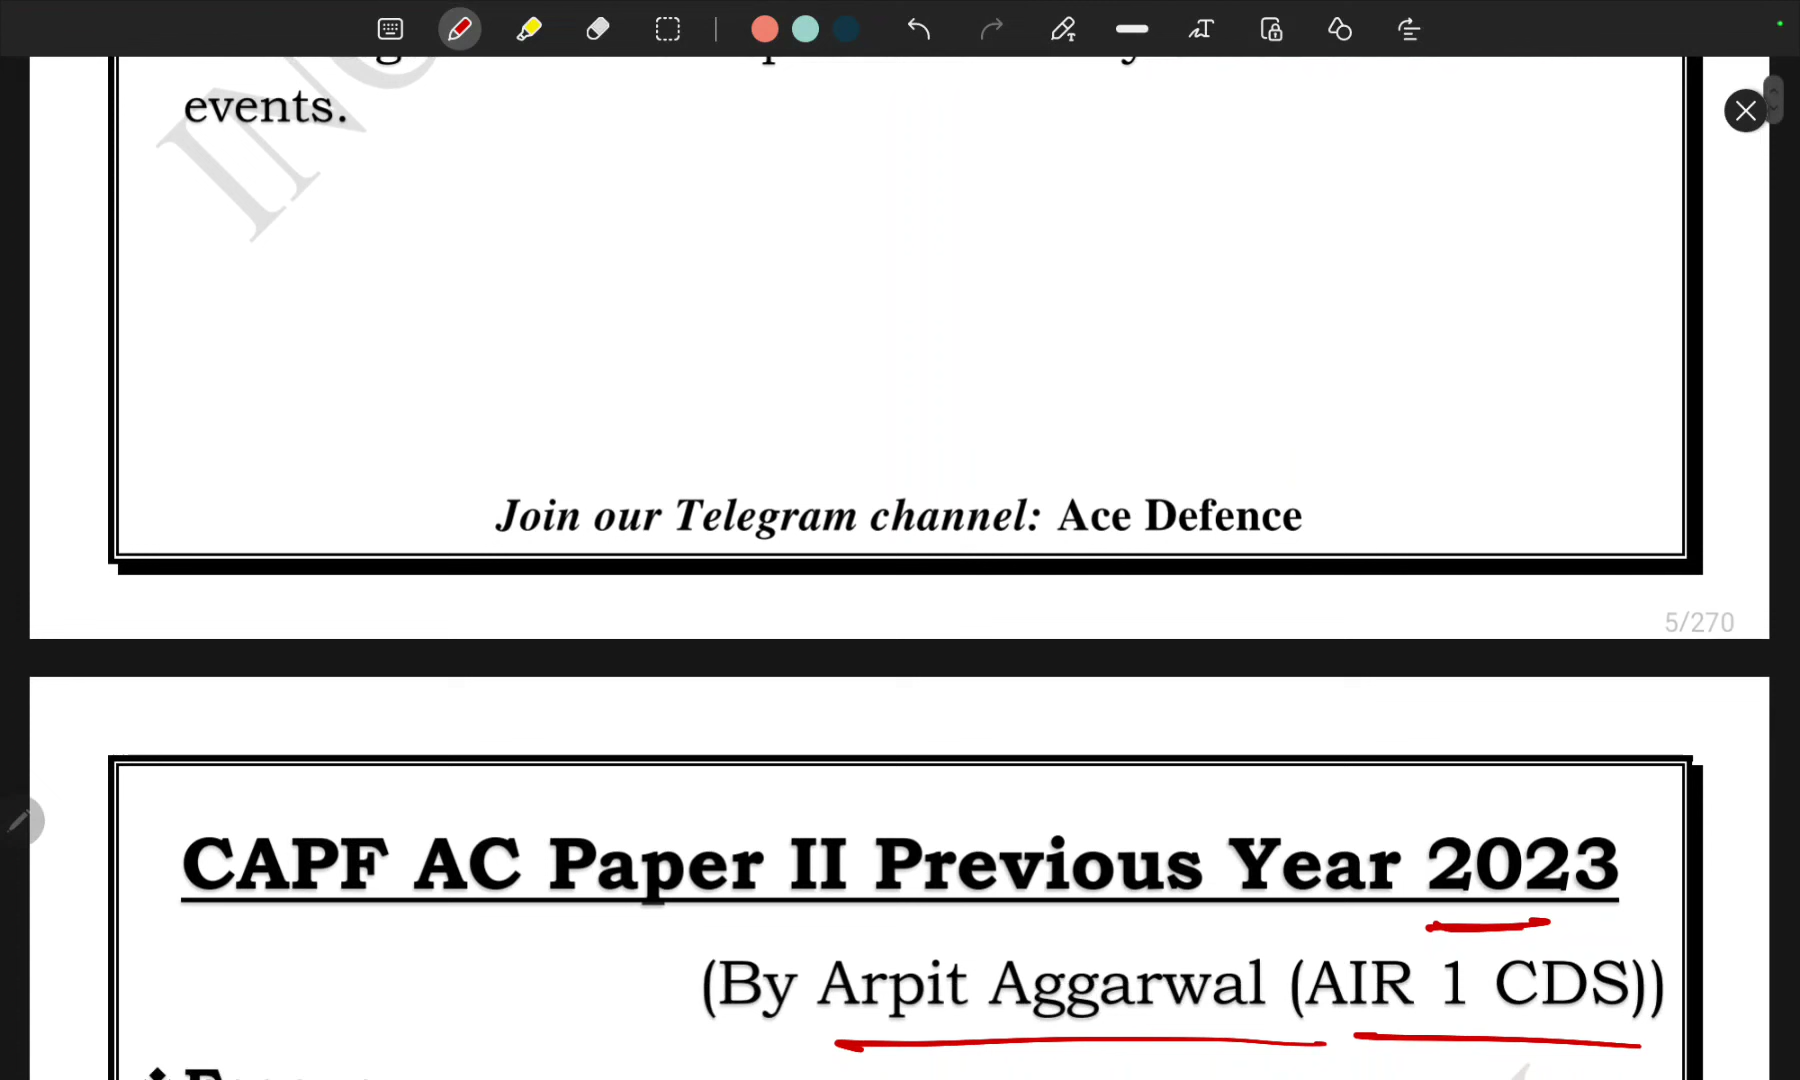 events.
Join our Telegram channel: Ace Defence
5/270
CAPF AC Paper II Previous Year 2023
(By Arpit Aggarwal (AIR 1 CDS))